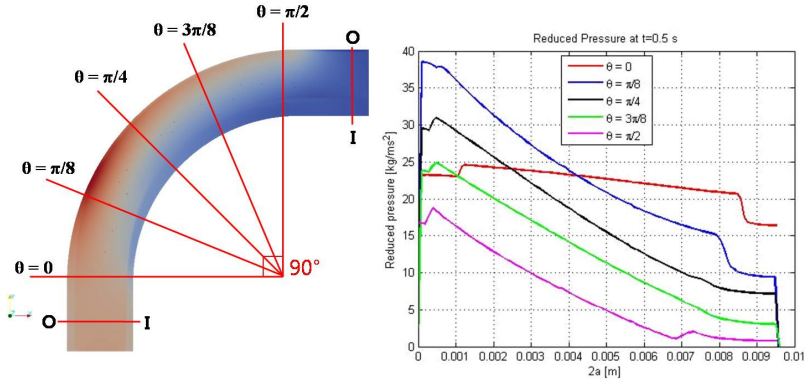 θ = π/2
θ = 3π/8
O
θ = π/4
I
θ = π/8
θ = 0
90°
O I
Reduced Pressure at t=0.5 s
θ = 0
θ = π/8
θ = π/4
θ = 3π/8
θ = π/2
Reduced pressure [kg/ms²]
40
35
30
25
20
15
10
5
0
0 0.001 0.002 0.003 0.004 0.005 0.006 0.007 0.008 0.009 0.01
2a [m]